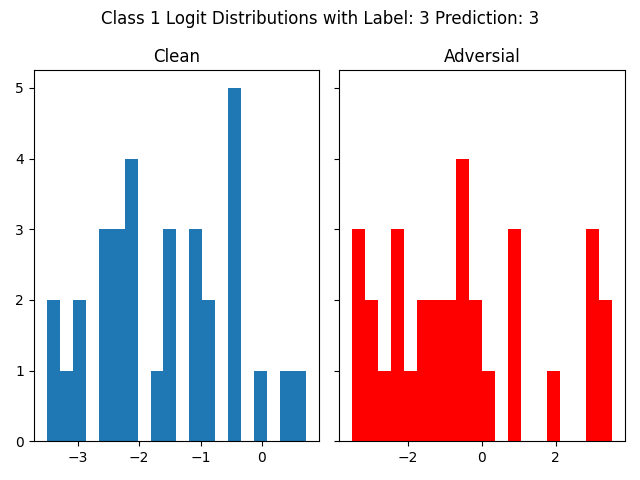 Class 1 Logit Distributions with Label: 3 Prediction: 3
Clean
Adversial
5
4
3
2
1
0
−3 −2 −1 0
−2 0 2